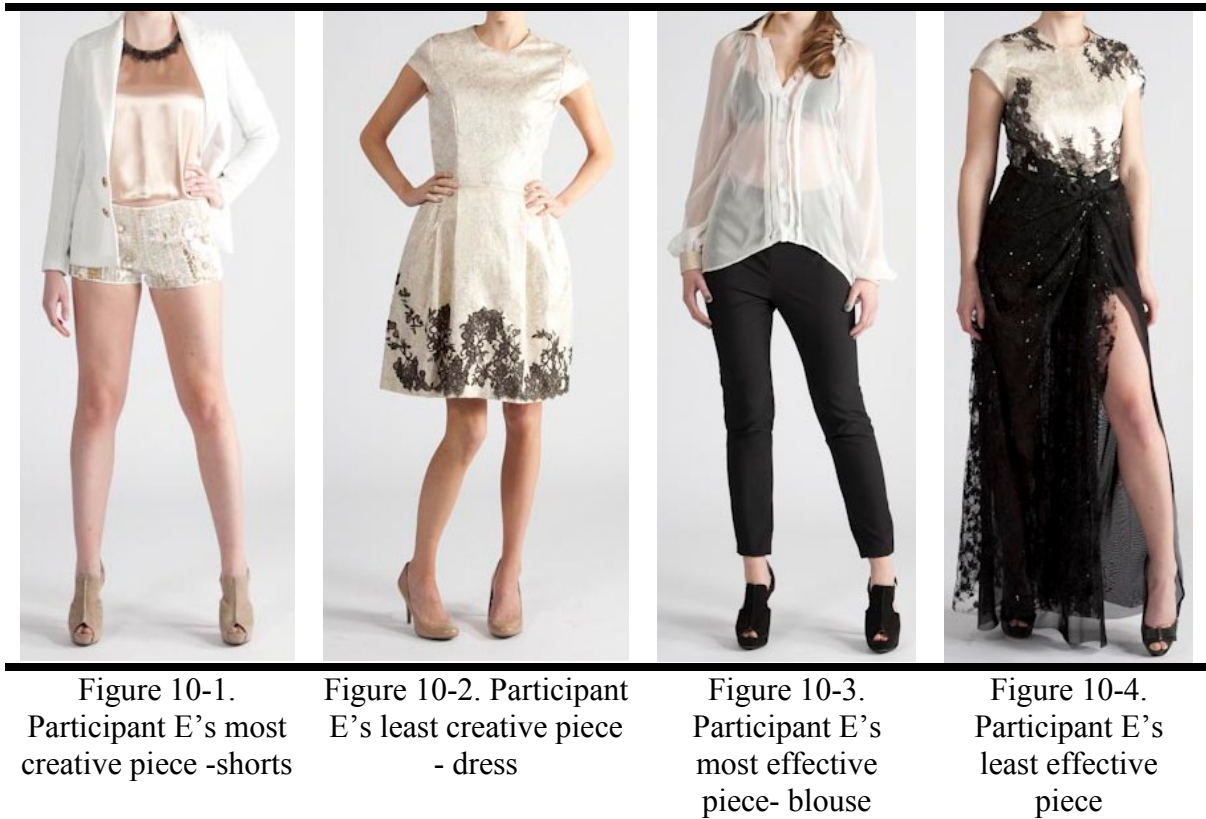 Figure 10-1.
Participant E’s most
creative piece -shorts
Figure 10-2. Participant
E’s least creative piece
- dress
Figure 10-3.
Participant E’s
most effective
piece- blouse
Figure 10-4.
Participant E’s
least effective
piece